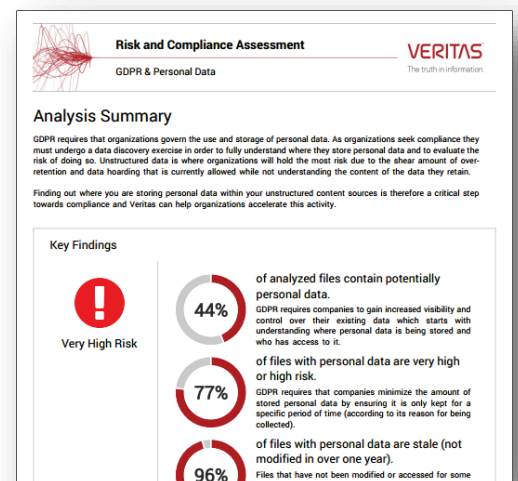 Risk and Compliance Assessment
VERITAS
GDPR & Personal Data
The truth in information.
Analysis Summary
GDPR requires that organizations govern the use and storage of personal data. As organizations seek compliance they
must undergo a data discovery exercise in order to fully understand where they store personal data and to evaluate the
risk of doing so. Unstructured data is where organizations will hold the most risk due to the shear amount of over-
retention and data hoarding that is currently allowed while not understanding the content of the data they retain.
Finding out where you are storing personal data within your unstructured content sources is therefore a critical step
towards compliance and Veritas can help organizations accelerate this activity.
Key Findings
Very High Risk
44%
of analyzed files contain potentially
personal data.
GDPR requires companies to gain increased visibility and
control over their existing data which starts with
understanding where personal data is being stored and
who has access to it.
77%
of files with personal data are very high
or high risk.
GDPR requires that companies minimize the amount of
stored personal data by ensuring it is only kept for a
specific period of time (according to its reason for being
collected).
96%
of files with personal data are stale (not
modified in over one year).
Files that have not been modified or accessed for some